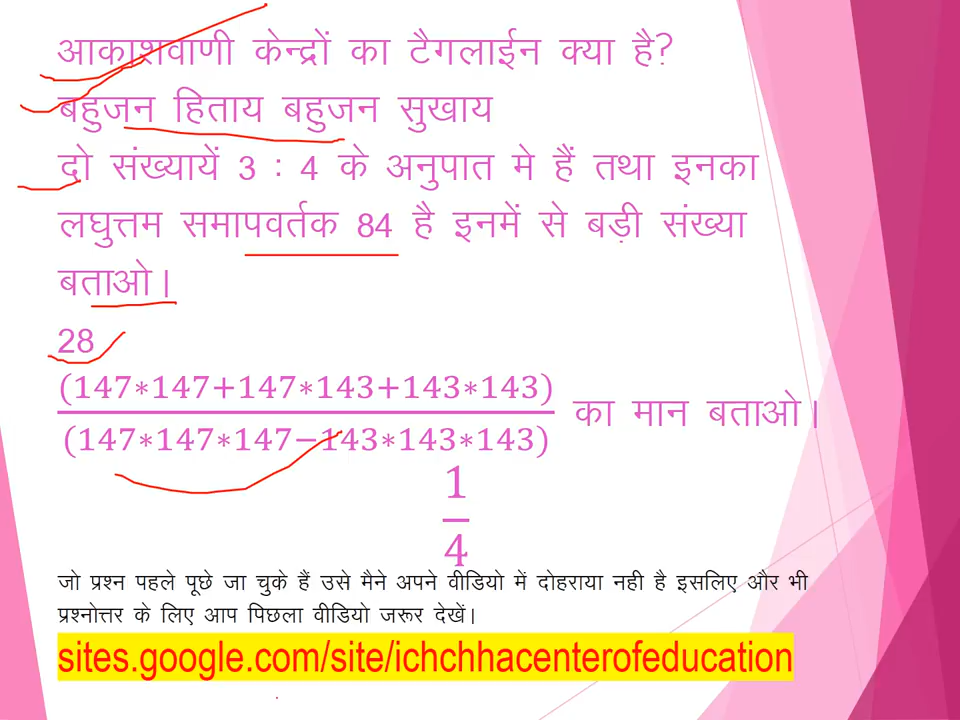 आकाशवाणी केन्द्रों का टैगलाईन क्या है?
बहुजन हिताय बहुजन सुखाय
दो संख्यायें 3 : 4 के अनुपात मे हैं तथा इनका
लघुत्तम समापवर्तक 84 है इनमें से बड़ी संख्या
बताओ।
28
(147*147+147*143+143*143)
(147*147*147−143*143*143)
का मान बताओ।
1
4
जो प्रश्न पहले पूछे जा चुके हैं उसे मैने अपने वीडियो में दोहराया नही है इसलिए और भी
प्रश्नोत्तर के लिए आप पिछला वीडियो जरूर देखें।
sites.google.com/site/ichchhacenterofeducation